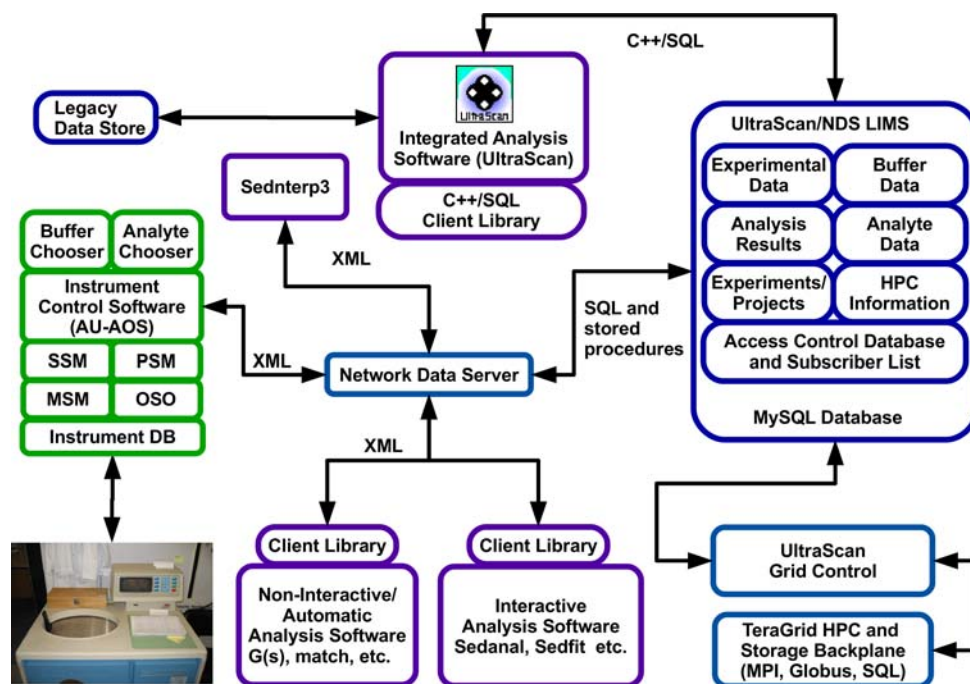 C++/SQL
UltraScan
Integrated Analysis
Software (UltraScan)
C++/SQL
Client Library
Legacy
Data Store
Sednterp3
XML
Buffer
Chooser
Analyte
Chooser
Instrument
Control Software
(AU-AOS)
SSM
PSM
MSM
OSO
Instrument DB
XML
Network Data Server
SQL and
stored
procedures
UltraScan/NDS LIMS
Experimental
Data
Buffer
Data
Analysis
Results
Analyte
Data
Experiments/
Projects
HPC
Information
Access Control Database
and Subscriber List
MySQL Database
XML
Client Library
Non-Interactive/
Automatic
Analysis Software
G(s), match, etc.
Client Library
Interactive
Analysis Software
Sedanal, Sedfit etc.
UltraScan
Grid Control
TeraGrid HPC and
Storage Backplane
(MPI, Globus, SQL)